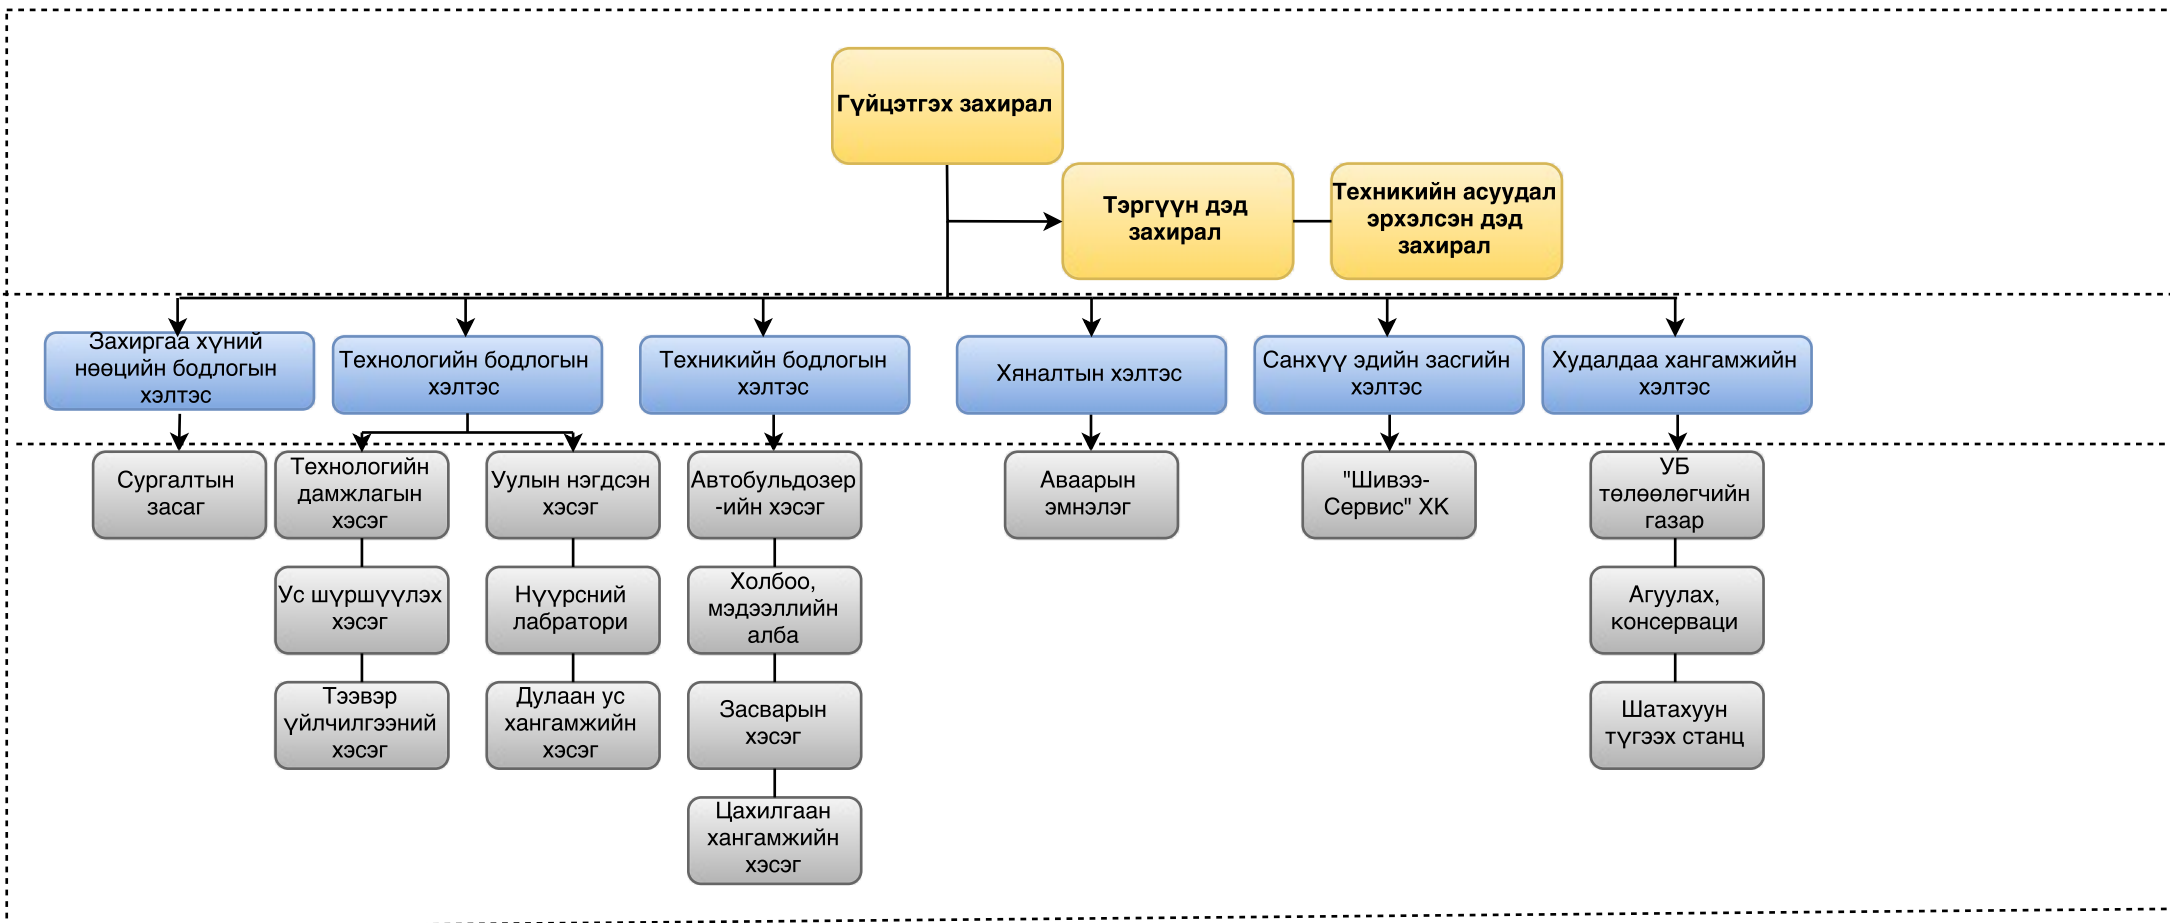 Гүйцэтгэх захирал
Тэргүүн дэд
захирал
Техникийн асуудал
эрхэлсэн дэд
захирал
Захиргаа хүний
нөөцийн бодлогын
хэлтэс
Технологийн бодлогын
хэлтэс
Техникийн бодлогын
хэлтэс
Хяналтын хэлтэс
Санхүү эдийн засгийн
хэлтэс
Худалдаа хангамжийн
хэлтэс
Сургалтын
засаг
Технологийн
дамжлагын
хэсэг
Уулын нэгдсэн
хэсэг
Автобульдозер
-ийн хэсэг
Аваарын
эмнэлэг
"Шивээ-
Сервис" ХК
УБ
төлөөлөгчийн
газар
Ус шүршүүлэх
хэсэг
Нүүрсний
лабратори
Холбоо,
мэдээллийн
алба
Агуулах,
консерваци
Тээвэр
үйлчилгээний
хэсэг
Дулаан ус
хангамжийн
хэсэг
Засварын
хэсэг
Шатахуун
түгээх станц
Цахилгаан
хангамжийн
хэсэг